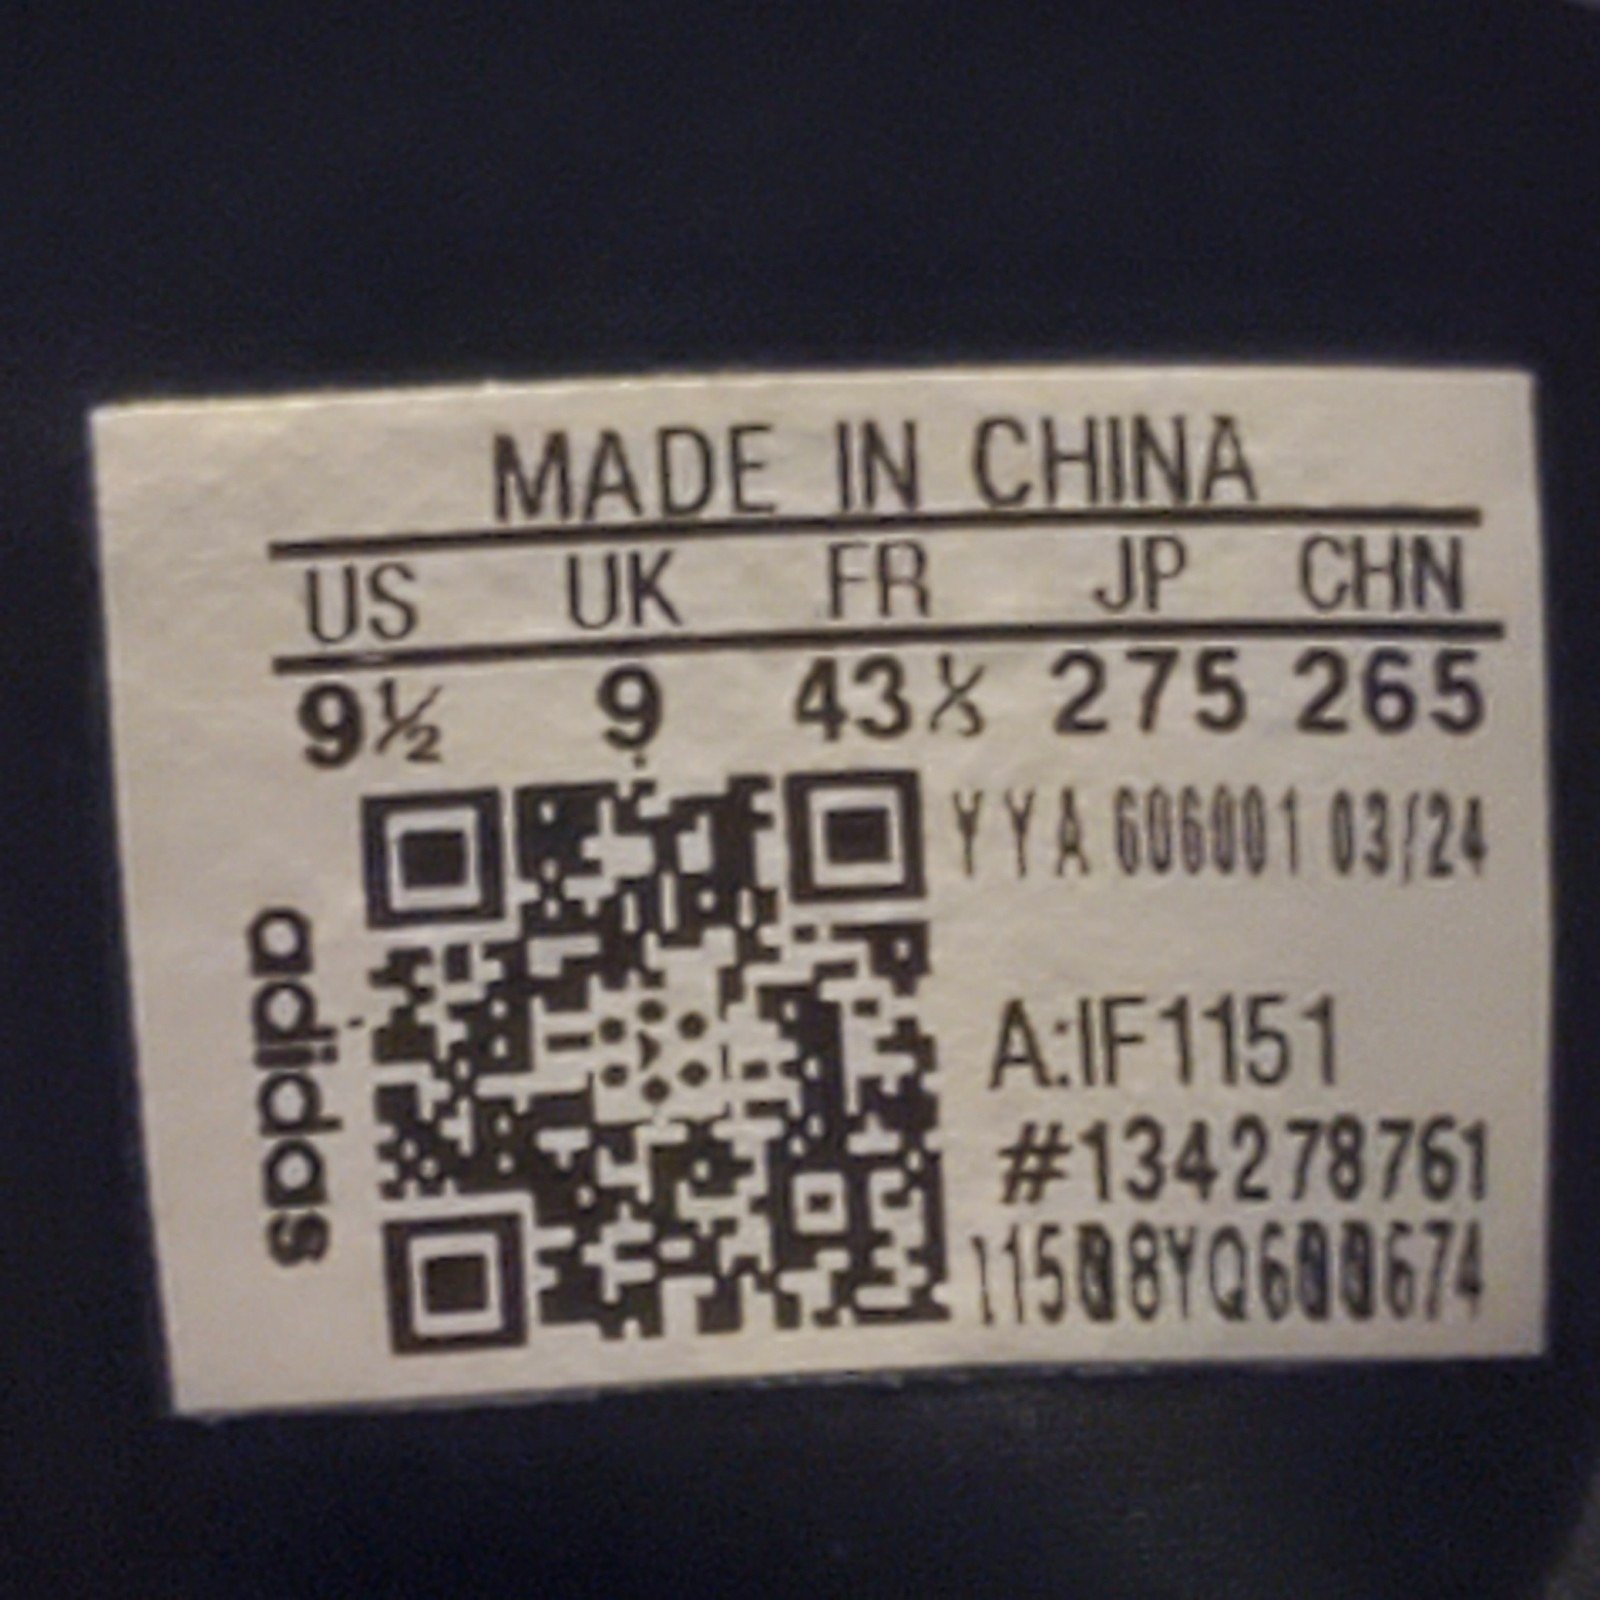 MADE IN CHINA
US UK FR JP CHN
9½ 9 43⅓ 275 265
YYA 606001 03/24
adidas
A:IF1151
#134278761
11508YQ600674